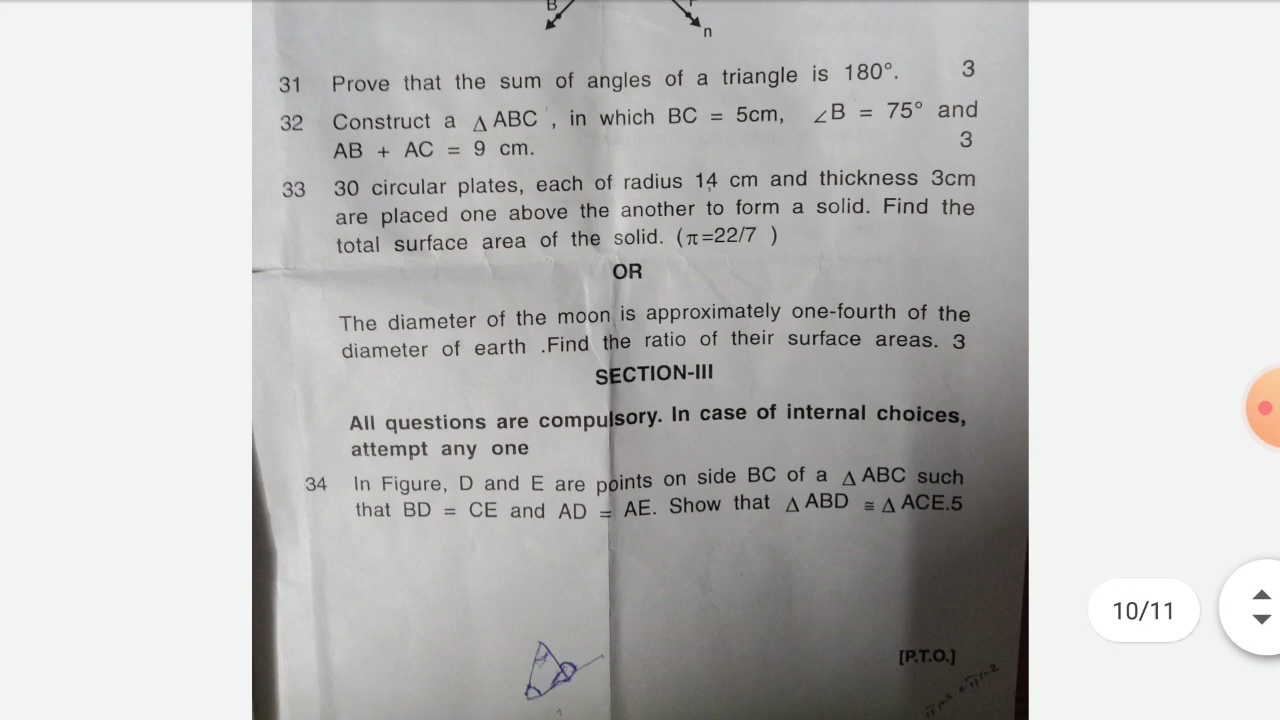 B
n
31 Prove that the sum of angles of a triangle is 180°. 3
32 Construct a △ ABC , in which BC = 5cm, ∠B = 75° and
AB + AC = 9 cm. 3
33 30 circular plates, each of radius 14 cm and thickness 3cm
are placed one above the another to form a solid. Find the
total surface area of the solid. (π=22/7 )
OR
The diameter of the moon is approximately one-fourth of the
diameter of earth .Find the ratio of their surface areas. 3
SECTION-III
All questions are compulsory. In case of internal choices,
attempt any one
34 In Figure, D and E are points on side BC of a △ ABC such
that BD = CE and AD = AE. Show that △ ABD ≅ △ ACE.5
10/11
[P.T.O.]